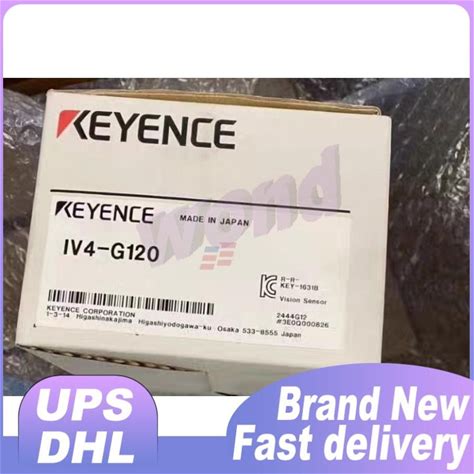 KEYENCE
KEYENCE MADE IN JAPAN
IV4-G120
R-R-
KEY-1631B
Vision Sensor
KEYENCE CORPORATION
1-3-14 Higashinakajima Higashiyodogawa-ku Osaka 533-8555 Japan
2444G12
#3E0Q000826
wond
UPS
DHL
Brand New
Fast delivery